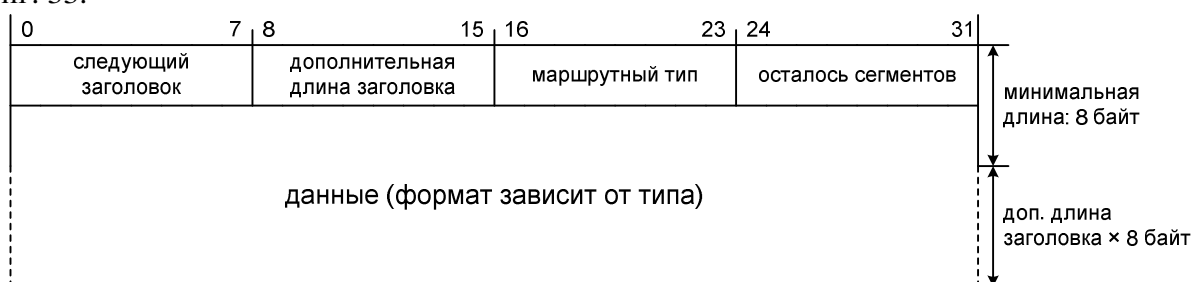 0 7 8 15 16 23 24 31
следующий заголовок
дополнительная длина заголовка
маршрутный тип
осталось сегментов
минимальная
длина: 8 байт
данные (формат зависит от типа)
доп. длина
заголовка × 8 байт